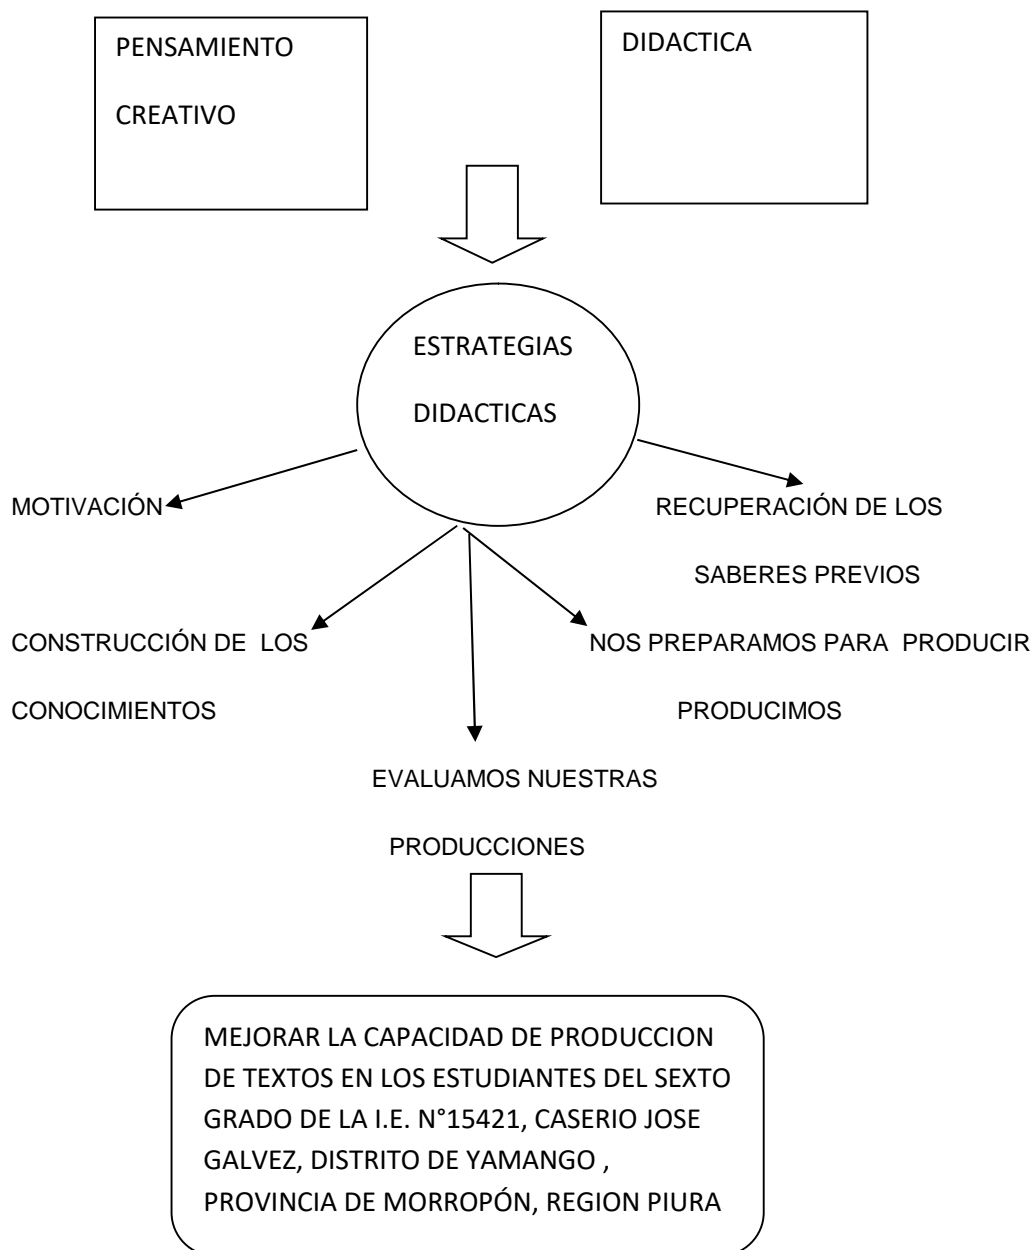 PENSAMIENTO
CREATIVO
DIDACTICA
ESTRATEGIAS
DIDACTICAS
MOTIVACIÓN
RECUPERACIÓN DE LOS
SABERES PREVIOS
CONSTRUCCIÓN DE LOS
CONOCIMIENTOS
NOS PREPARAMOS PARA PRODUCIR
PRODUCIMOS
EVALUAMOS NUESTRAS
PRODUCCIONES
MEJORAR LA CAPACIDAD DE PRODUCCION
DE TEXTOS EN LOS ESTUDIANTES DEL SEXTO
GRADO DE LA I.E. N°15421, CASERIO JOSE
GALVEZ, DISTRITO DE YAMANGO ,
PROVINCIA DE MORROPÓN, REGION PIURA